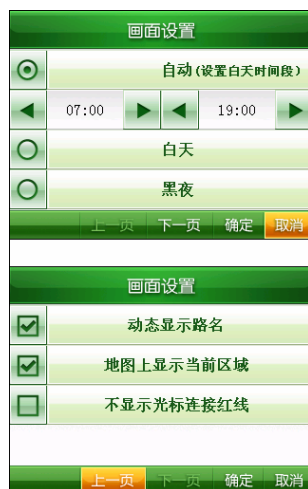 画面设置
自动(设置白天时间段)
07:00 19:00
白天
黑夜
上一页 下一页 确定 取消
画面设置
动态显示路名
地图上显示当前区域
不显示光标连接红线
上一页 下一页 确定 取消